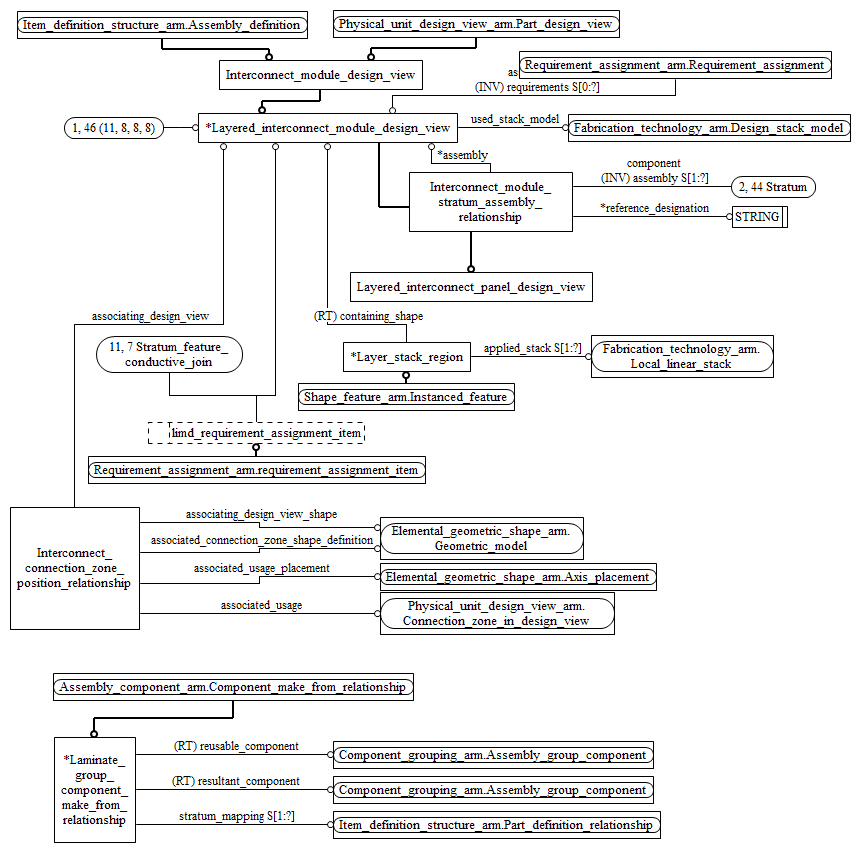 Item_definition_structure_arm.Assembly_definition
Physical_unit_design_view_arm.Part_design_view
Interconnect_module_design_view
as
Requirement_assignment_arm.Requirement_assignment
(INV) requirements S[0:?]
1, 46 (11, 8, 8, 8)
*Layered_interconnect_module_design_view
used_stack_model
Fabrication_technology_arm.Design_stack_model
*assembly
component
(INV) assembly S[1:?]
2, 44 Stratum
Interconnect_module_
stratum_assembly_
relationship
*reference_designation
STRING
Layered_interconnect_panel_design_view
associating_design_view
(RT) containing_shape
11, 7 Stratum_feature_
conductive_join
*Layer_stack_region
applied_stack S[1:?]
Fabrication_technology_arm.
Local_linear_stack
Shape_feature_arm.Instanced_feature
limd_requirement_assignment_item
Requirement_assignment_arm.requirement_assignment_item
Interconnect_
connection_zone_
position_relationship
associating_design_view_shape
associated_connection_zone_shape_definition
Elemental_geometric_shape_arm.
Geometric_model
associated_usage_placement
Elemental_geometric_shape_arm.Axis_placement
associated_usage
Physical_unit_design_view_arm.
Connection_zone_in_design_view
Assembly_component_arm.Component_make_from_relationship
*Laminate_
group_
component_
make_from_
relationship
(RT) reusable_component
Component_grouping_arm.Assembly_group_component
(RT) resultant_component
Component_grouping_arm.Assembly_group_component
stratum_mapping S[1:?]
Item_definition_structure_arm.Part_definition_relationship